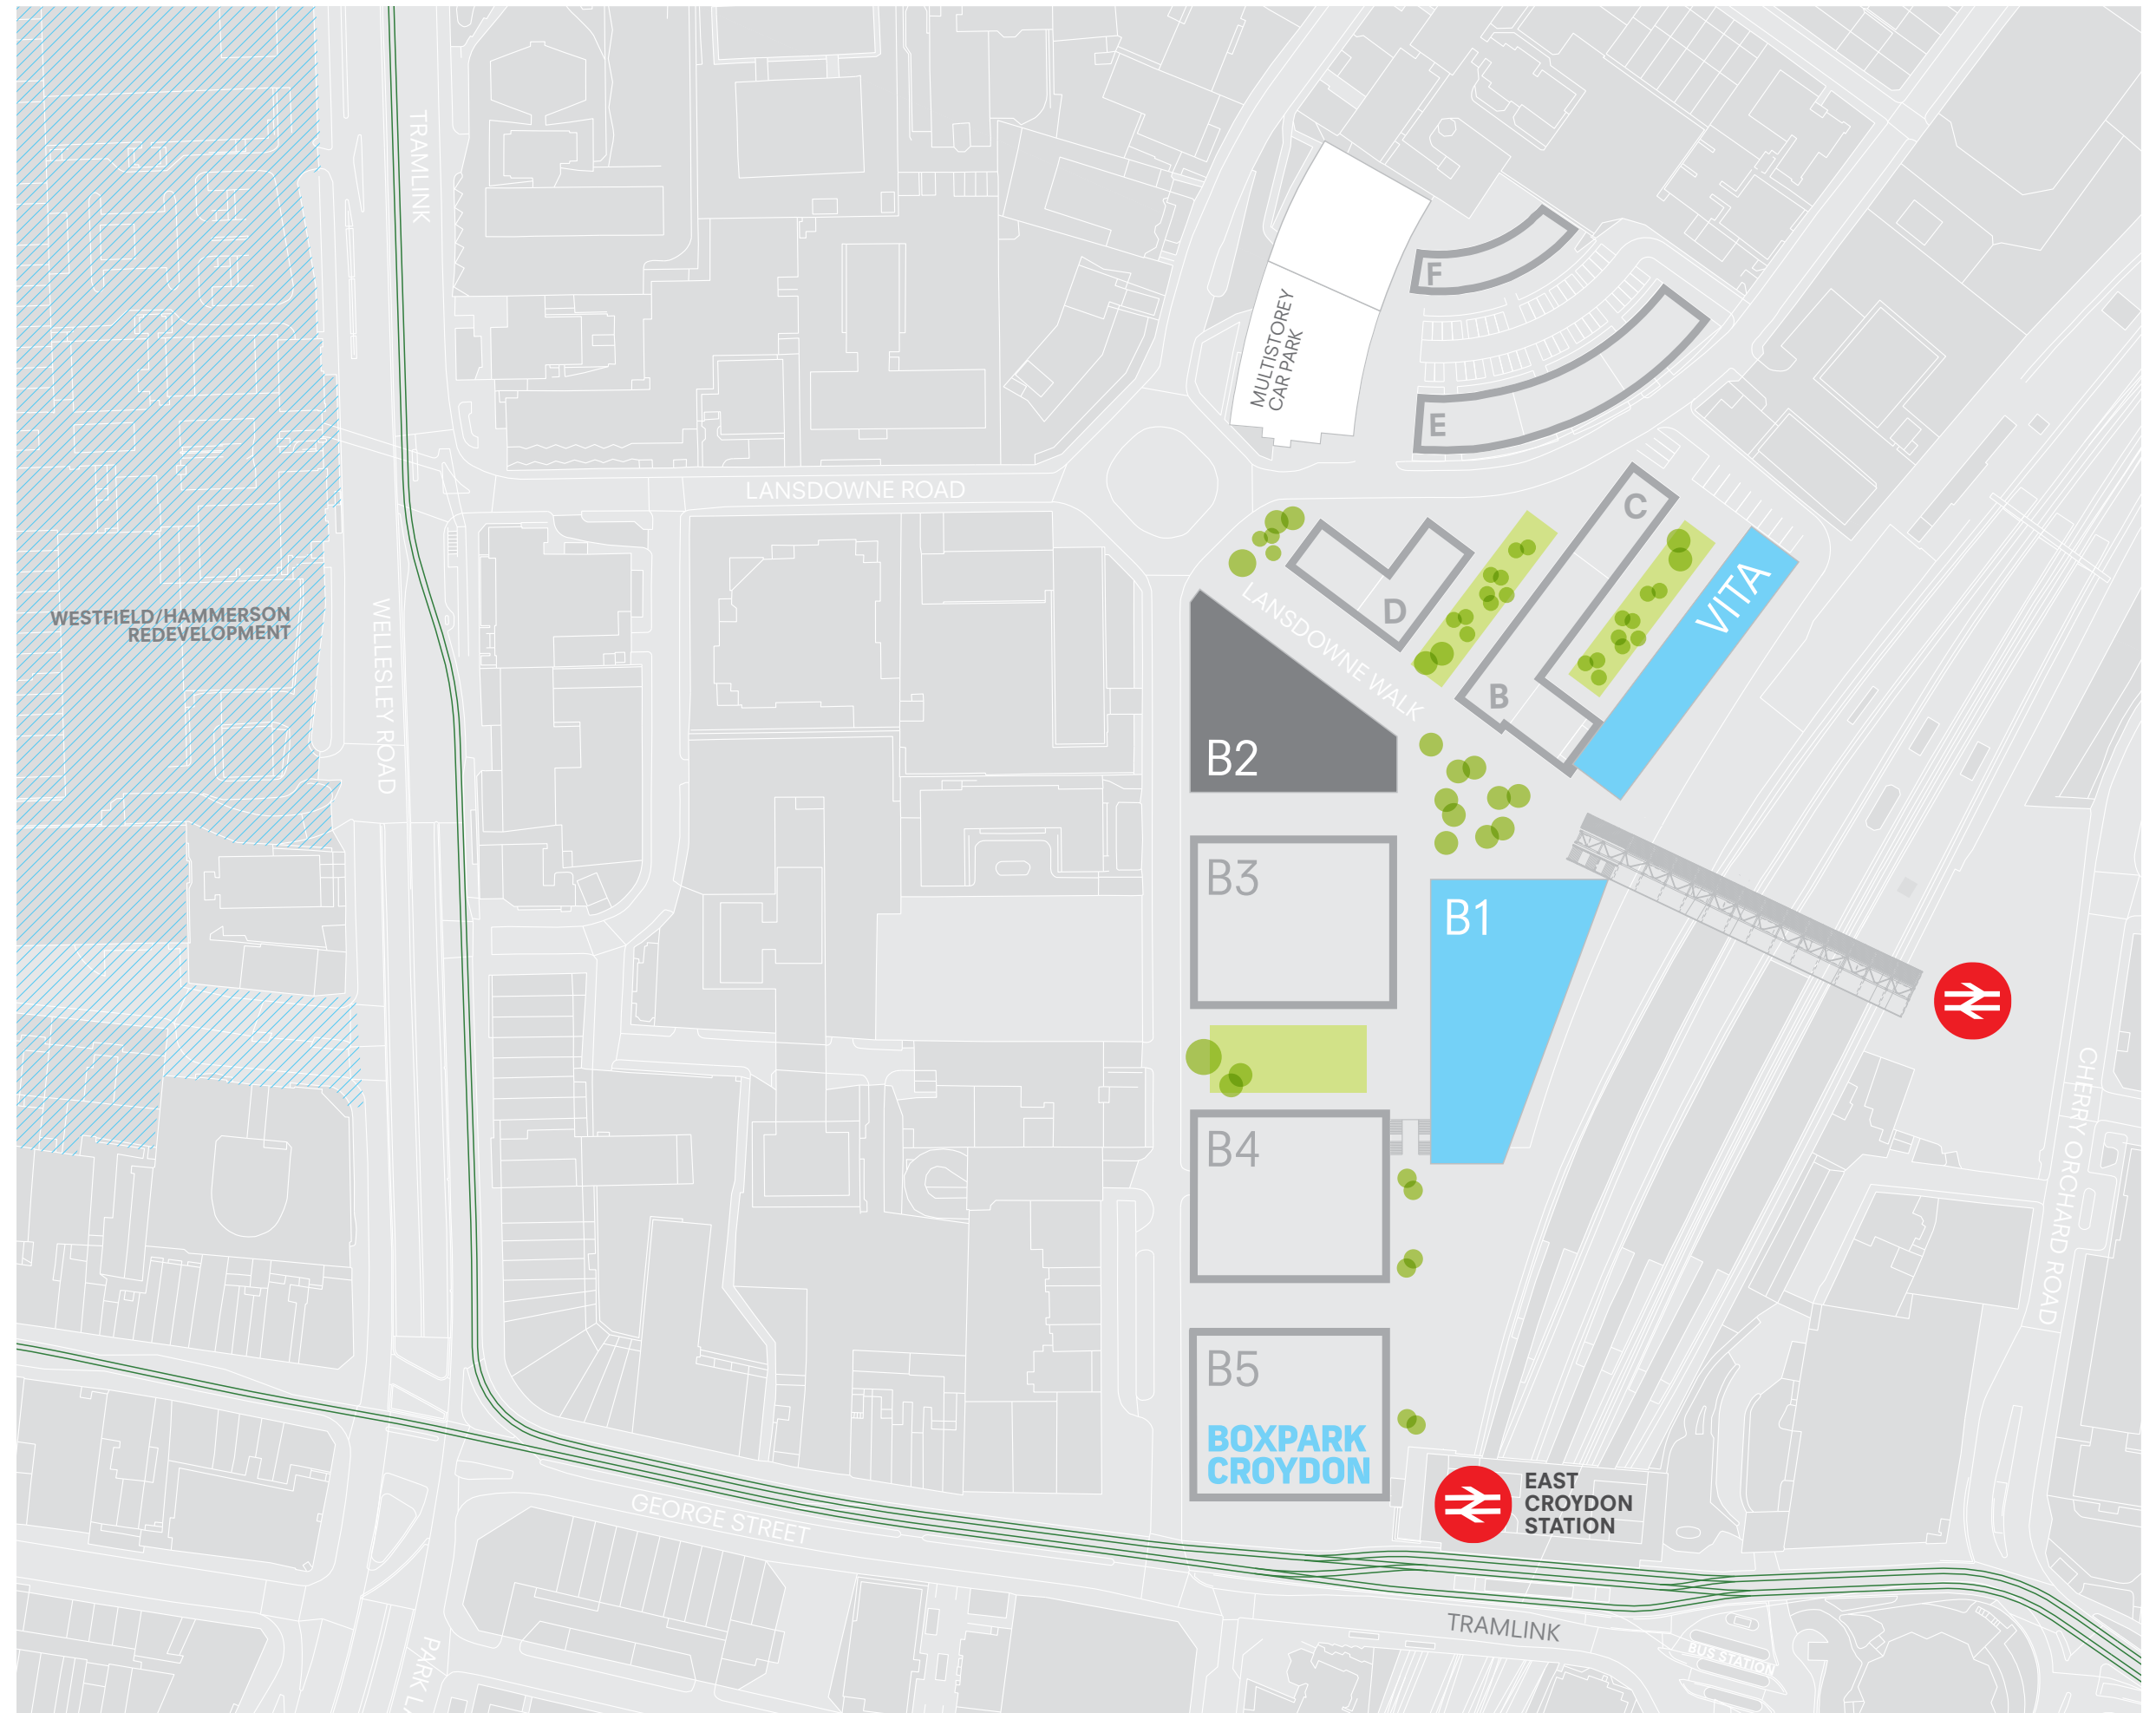 TRAMLINK
MULTISTOREY
CAR PARK
F
E
LANSDOWNE ROAD
C
VITA
D
LANSDOWNE WALK
B
WESTFIELD/HAMMERSON
REDEVELOPMENT
WELLESLEY ROAD
B2
B3
B1
CHERRY ORCHARD ROAD
B4
B5
BOXPARK
CROYDON
EAST
CROYDON
STATION
GEORGE STREET
TRAMLINK
BUS STATION
PARK